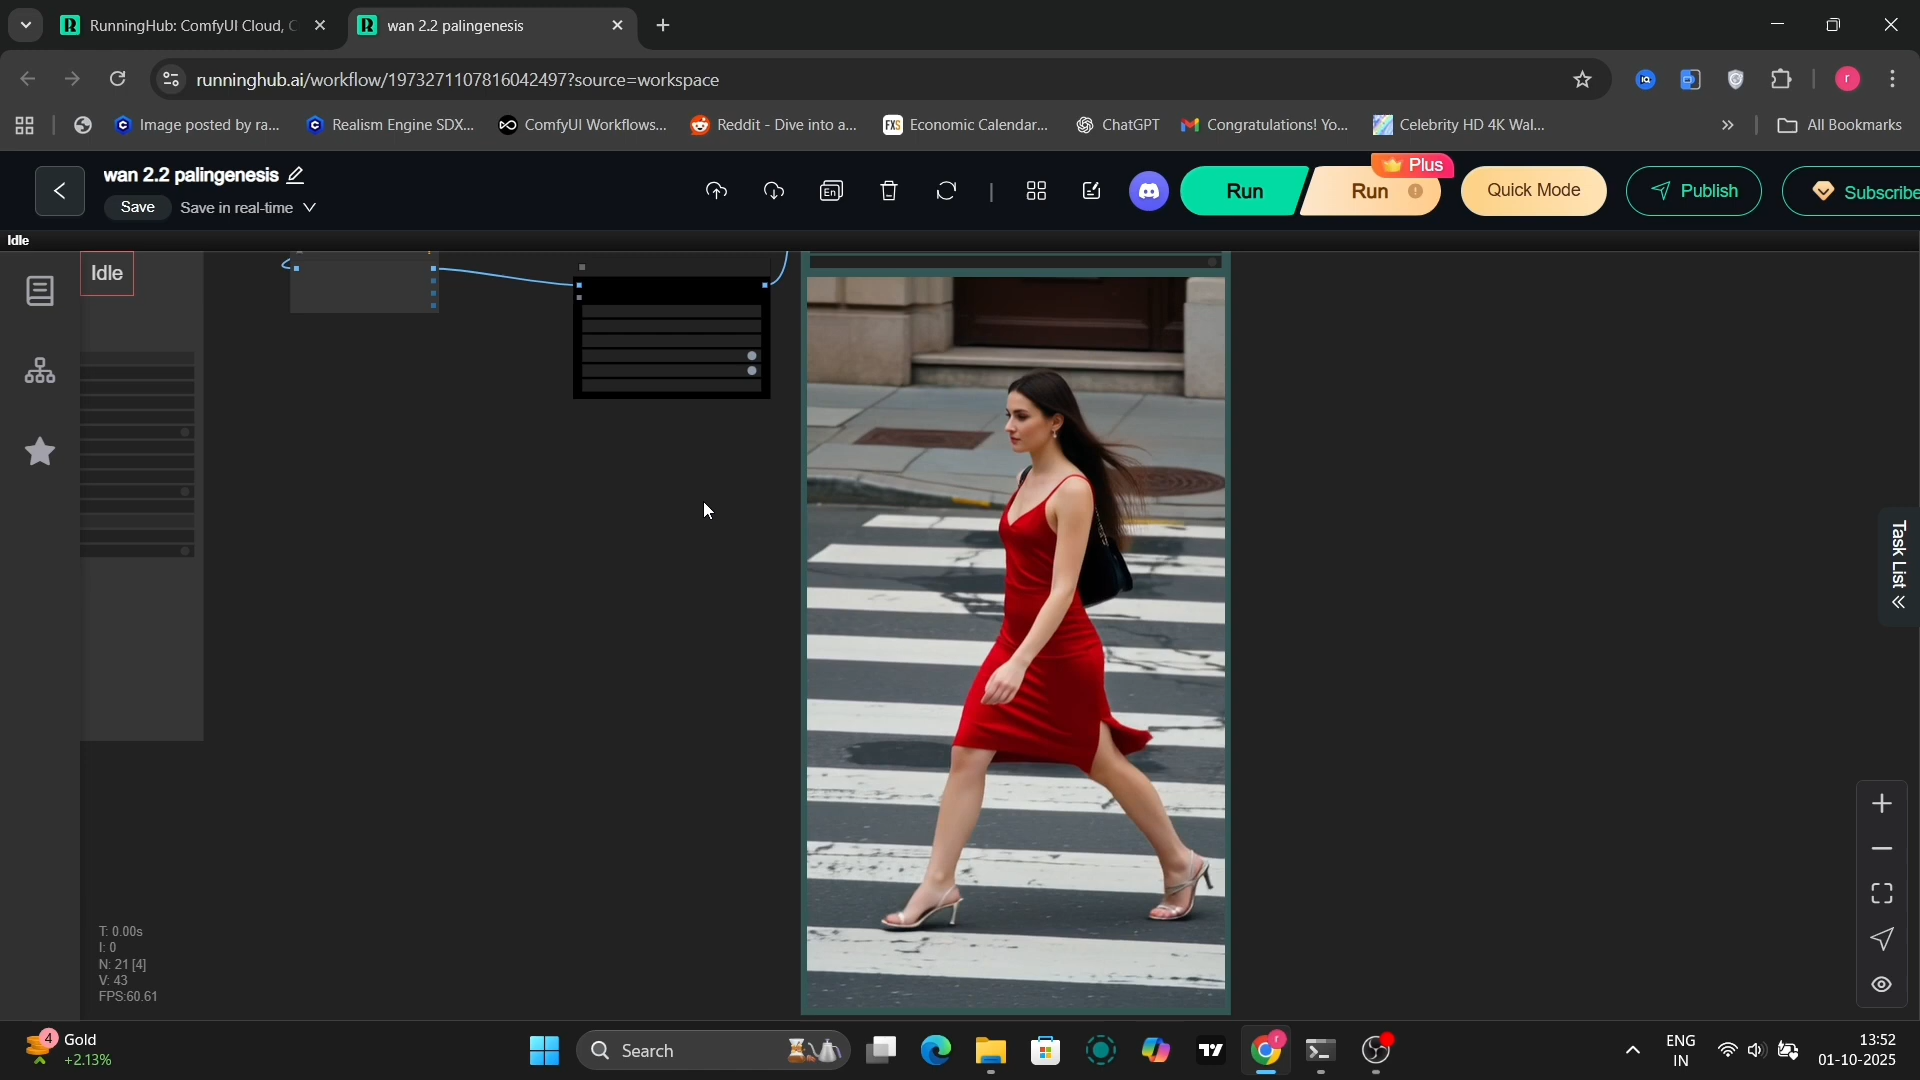 RunningHub: ComfyUI Cloud, C
wan 2.2 palingenesis
runninghub.ai/workflow/1973271107816042497?source=workspace
r
Image posted by ra...
Realism Engine SDX...
ComfyUI Workflows...
Reddit - Dive into a...
FXS
Economic Calendar...
ChatGPT
Congratulations! Yo...
Celebrity HD 4K Wal...
»
All Bookmarks
wan 2.2 palingenesis
Save
Save in real-time
En
Run
Plus
Run
Quick Mode
Publish
Subscribe
Idle
Idle
Task List
T: 0.00s
I: 0
N: 21 [4]
V: 43
FPS:60.61
4
Gold
+2.13%
Search
ENG
IN
13:52
01-10-2025